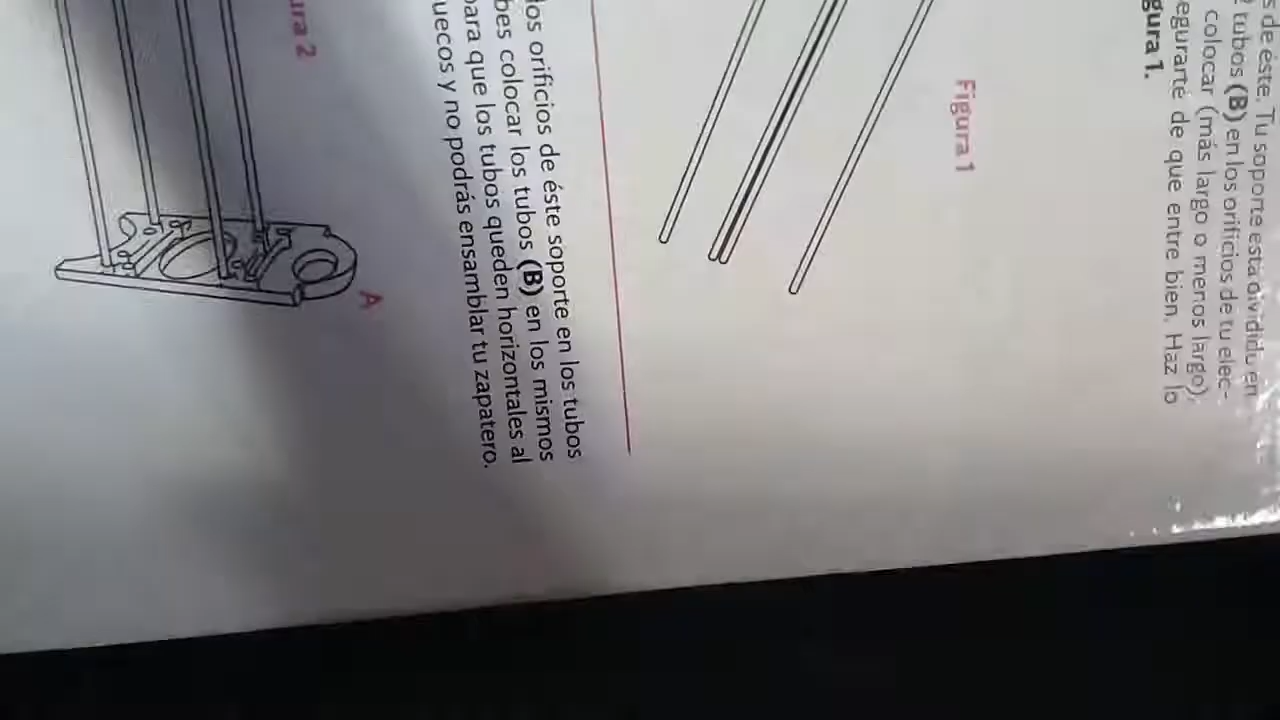 s de éste. Tu soporte está dividido en
tubos (B) en los orificios de tu elec-
colocar (más largo o menos largo),
egurarte de que entre bien. Haz lo
gura 1.
Figura 1
los orificios de éste soporte en los tubos
bes colocar los tubos (B) en los mismos
para que los tubos queden horizontales al
uecos y no podrás ensamblar tu zapatero.
ura 2
A